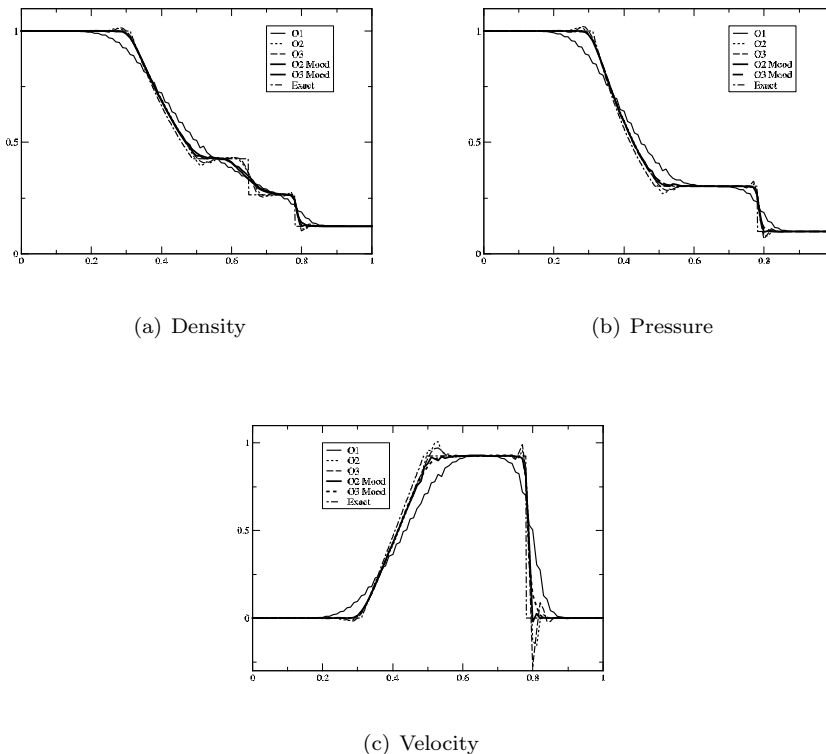 1
0.5
0
0 0.2 0.4 0.6 0.8 1
O1
O2
O3
O2 Mood
O3 Mood
Exact
(a) Density
1
0.5
0
0 0.2 0.4 0.6 0.8
O1
O2
O3
O2 Mood
O3 Mood
Exact
(b) Pressure
1
0.5
0
0 0.2 0.4 0.6 0.8 1
O1
O2
O3
O2 Mood
O3 Mood
Exact
(c) Velocity